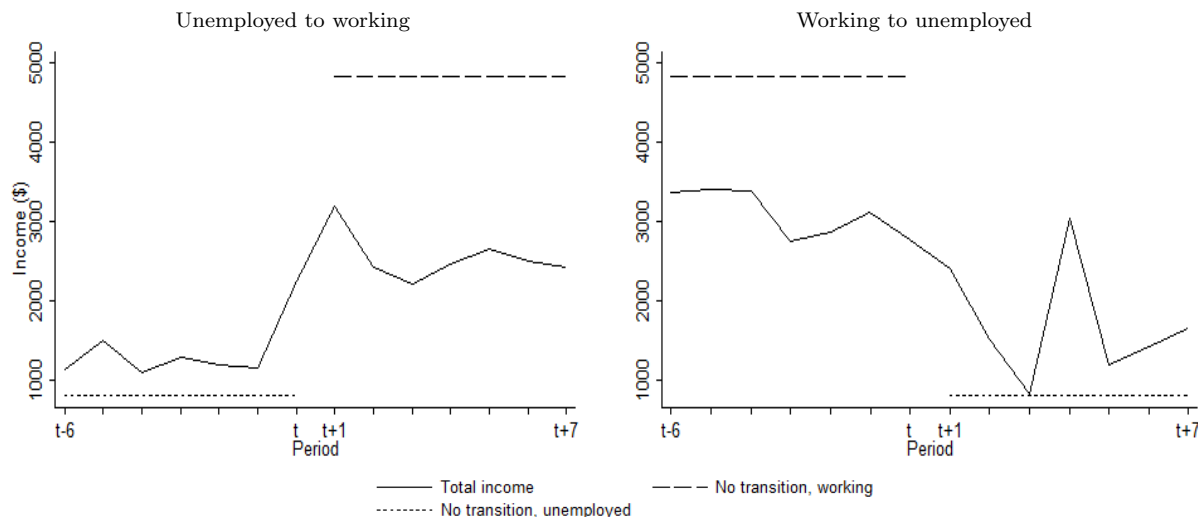 Unemployed to working
Working to unemployed
Income ($)
5000
4000
3000
2000
1000
t-6
t
t+1
t+7
Period
5000
4000
3000
2000
1000
t-6
t
t+1
t+7
Period
Total income
No transition, working
No transition, unemployed